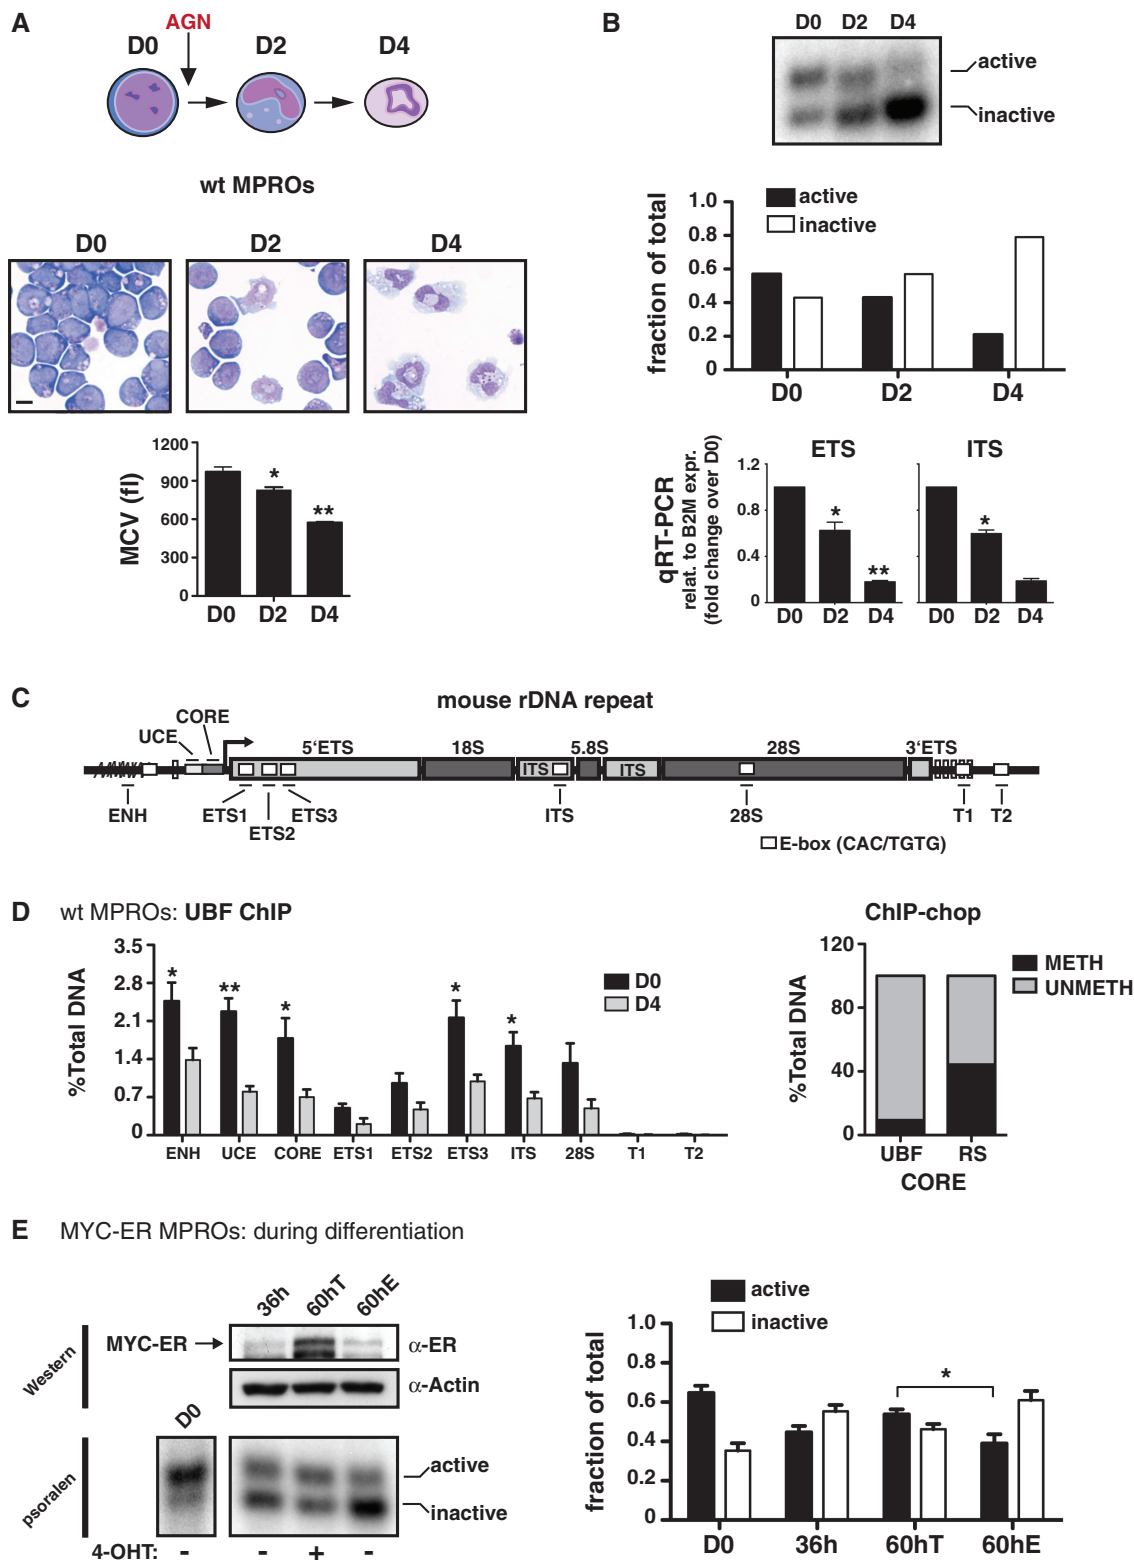 A
AGN
D0 D2 D4
wt MPROs
D0 D2 D4
1200
900
600
300
0
MCV (fl)
* **
D0 D2 D4
B
D0 D2 D4
active
inactive
active
inactive
1.0
0.8
0.6
0.4
0.2
0
fraction of total
D0 D2 D4
ETS ITS
qRT-PCR
relat. to B2M expr.
(fold change over D0)
1.2
0.8
0.4
0
* ** *
D0 D2 D4 D0 D2 D4
C
mouse rDNA repeat
CORE
UCE
5‘ETS 18S 5.8S 28S 3‘ETS
ITS ITS
ENH ETS1 ETS2 ETS3 ITS 28S T1 T2
E-box (CAC/TGTG)
D wt MPROs: UBF ChIP
3.5
2.8
2.1
1.4
0.7
0
%Total DNA
* ** * * *
D0
D4
ENH UCE CORE ETS1 ETS2 ETS3 ITS 28S T1 T2
ChIP-chop
120
80
40
0
%Total DNA
METH
UNMETH
UBF RS
CORE
E MYC-ER MPROs: during differentiation
36h 60hT 60hE
Western
MYC-ER
α-ER
α-Actin
D0
psoralen
active
inactive
4-OHT: - - + -
active
inactive
1.0
0.8
0.6
0.4
0.2
0
fraction of total
*
D0 36h 60hT 60hE